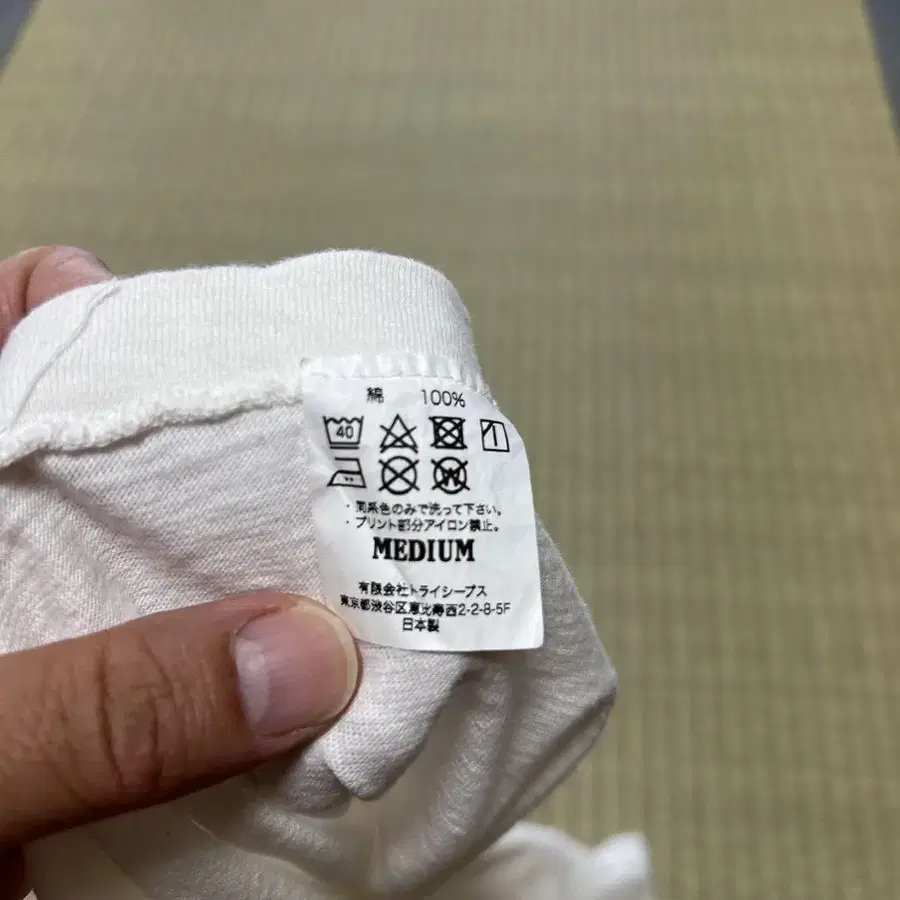 綿 100%
40
W
・同系色のみで洗って下さい。
・プリント部分アイロン禁止。
MEDIUM
有限会社トライシープス
東京都渋谷区恵比寿西2-2-8-5F
日本製